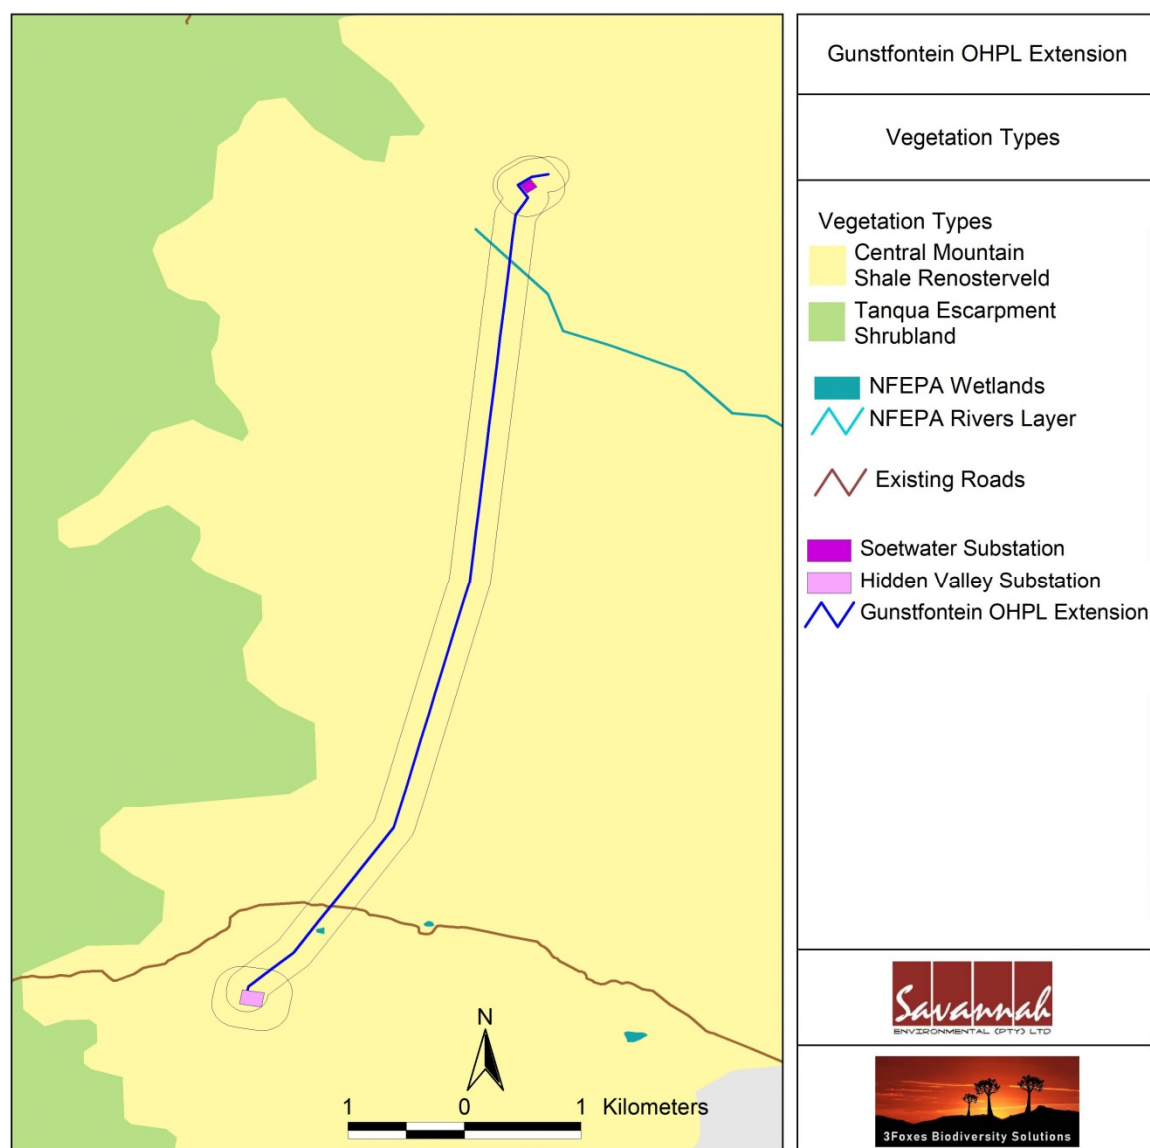 Gunstfontein OHPL Extension
Vegetation Types
Vegetation Types
Central Mountain
Shale Renosterveld
Tanqua Escarpment
Shrubland
NFEPA Wetlands
NFEPA Rivers Layer
Existing Roads
Soetwater Substation
Hidden Valley Substation
Gunstfontein OHPL Extension
N
1 0 1 Kilometers
Savannah
ENVIRONMENTAL (PTY) LTD
3Foxes Biodiversity Solutions